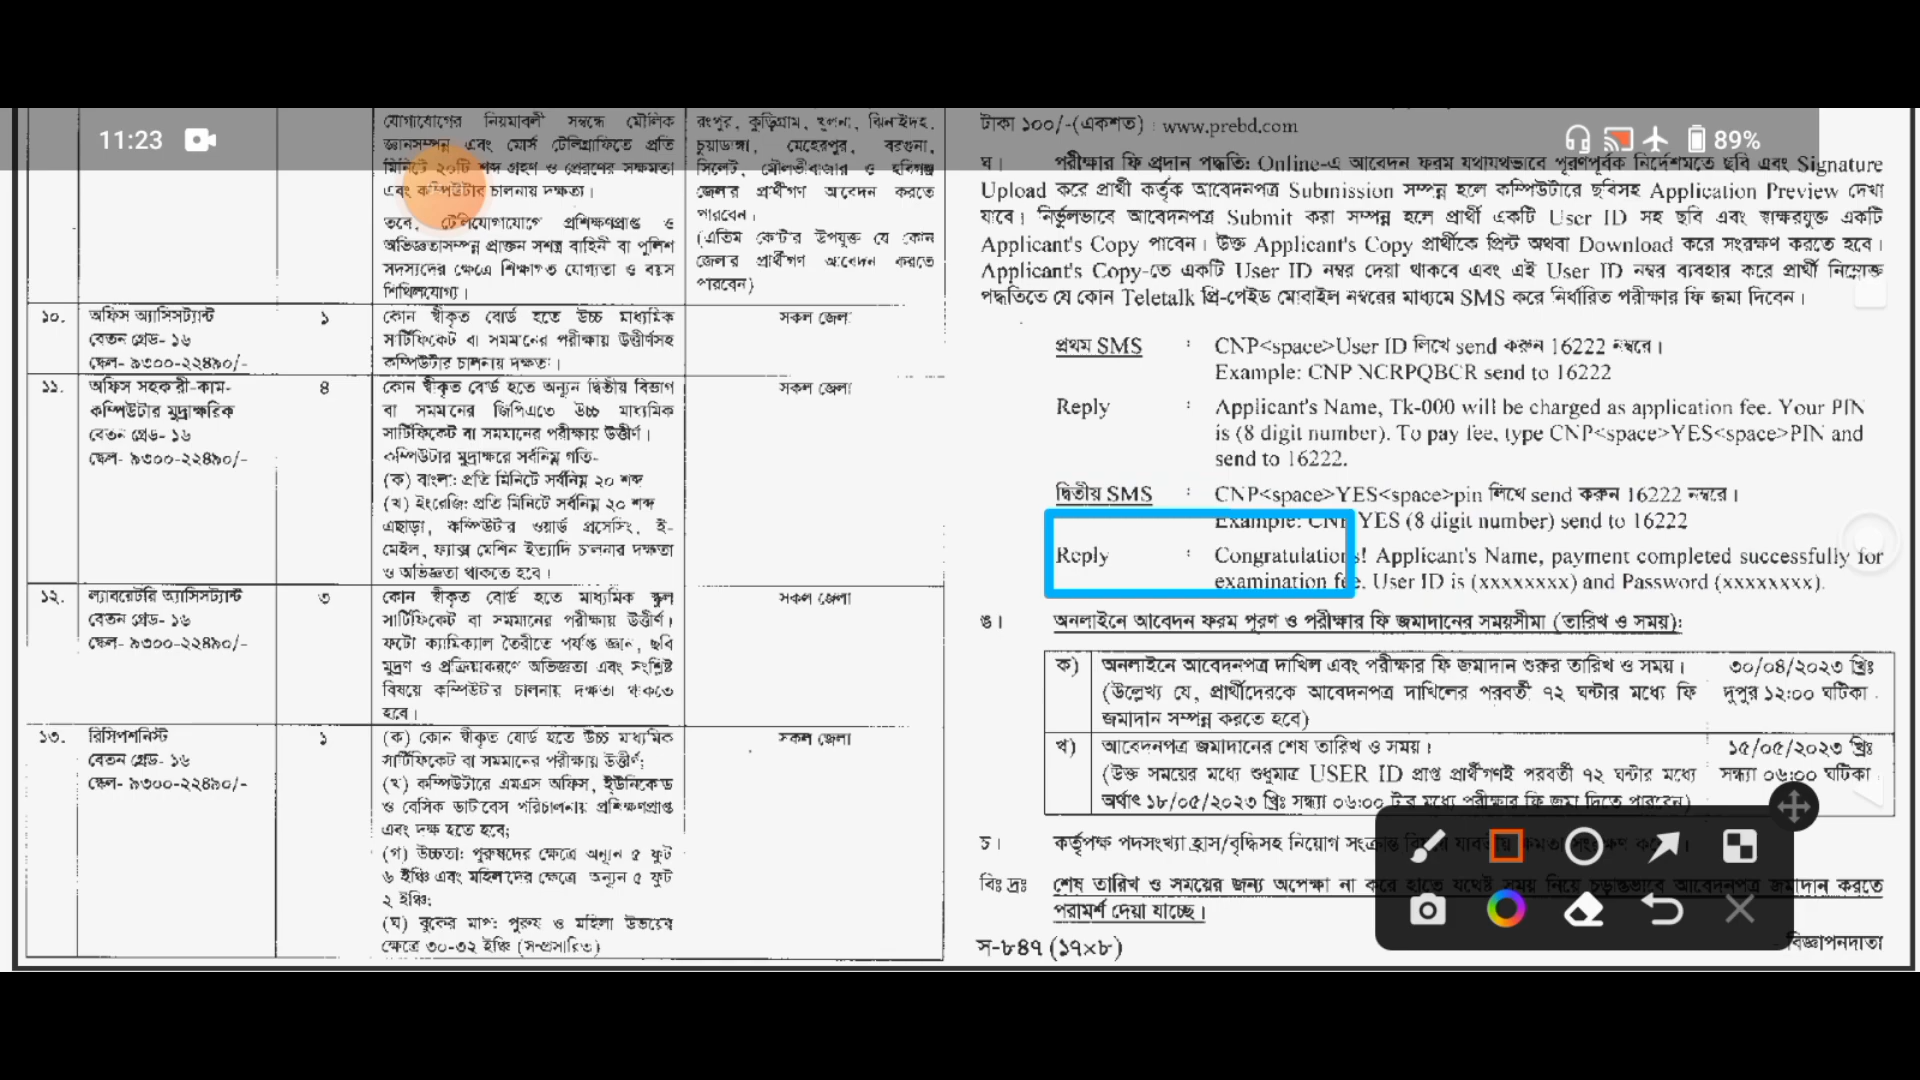 11:23
89%
যোগাযোগের নিয়মাবলী সম্বন্ধে মৌলিক
জ্ঞানসম্পন্ন এবং মোর্স টেলিগ্রাফিতে প্রতি
মিনিটে ২০টি শব্দ গ্রহণ ও প্রেরণের সক্ষমতা
এবং কম্পিউটার চালনায় দক্ষতা।
তবে, টেলিযোগাযোগে প্রশিক্ষণপ্রাপ্ত ও
অভিজ্ঞতাসম্পন্ন প্রাক্তন সশস্ত্র বাহিনী বা পুলিশ
সদস্যদের ক্ষেত্রে শিক্ষাগত যোগ্যতা ও বয়স
শিথিলযোগ্য।
রংপুর, কুড়িগ্রাম, খুলনা, ঝিনাইদহ,
চুয়াডাঙ্গা, মেহেরপুর, বরগুনা,
সিলেট, মৌলভীবাজার ও হবিগঞ্জ
জেলার প্রার্থীগণ আবেদন করতে
পারবেন।
(এতিম কোটার উপযুক্ত যে কোন
জেলার প্রার্থীগণ আবেদন করতে
পারবেন)
১০.
অফিস অ্যাসিসট্যান্ট
বেতন গ্রেড- ১৬
স্কেল- ৯৩০০-২২৪৯০/-
১
কোন স্বীকৃত বোর্ড হতে উচ্চ মাধ্যমিক
সার্টিফিকেট বা সমমানের পরীক্ষায় উত্তীর্ণসহ
কম্পিউটার চালনায় দক্ষতা।
সকল জেলা
১১.
অফিস সহকারী-কাম-
কম্পিউটার মুদ্রাক্ষরিক
বেতন গ্রেড- ১৬
স্কেল- ৯৩০০-২২৪৯০/-
৪
কোন স্বীকৃত বোর্ড হতে অন্যূন দ্বিতীয় বিভাগ
বা সমমানের জিপিএতে উচ্চ মাধ্যমিক
সার্টিফিকেট বা সমমানের পরীক্ষায় উত্তীর্ণ।
কম্পিউটার মুদ্রাক্ষরে সর্বনিম্ন গতি-
(ক) বাংলা: প্রতি মিনিটে সর্বনিম্ন ২০ শব্দ
(খ) ইংরেজি: প্রতি মিনিটে সর্বনিম্ন ২০ শব্দ
এছাড়া, কম্পিউটার ওয়ার্ড প্রসেসিং, ই-
মেইল, ফ্যাক্স মেশিন ইত্যাদি চালনার দক্ষতা
ও অভিজ্ঞতা থাকতে হবে।
সকল জেলা
১২.
ল্যাবরেটরি অ্যাসিসট্যান্ট
বেতন গ্রেড- ১৬
স্কেল- ৯৩০০-২২৪৯০/-
৩
কোন স্বীকৃত বোর্ড হতে মাধ্যমিক স্কুল
সার্টিফিকেট বা সমমানের পরীক্ষায় উত্তীর্ণ।
ফটো ক্যামিক্যাল তৈরীতে পর্যাপ্ত জ্ঞান, ছবি
মুদ্রণ ও প্রক্রিয়াকরণে অভিজ্ঞতা এবং সংশ্লিষ্ট
বিষয়ে কম্পিউটার চালনায় দক্ষতা থাকতে
হবে।
সকল জেলা
১৩.
রিসিপশনিস্ট
বেতন গ্রেড- ১৬
স্কেল- ৯৩০০-২২৪৯০/-
১
(ক) কোন স্বীকৃত বোর্ড হতে উচ্চ মাধ্যমিক
সার্টিফিকেট বা সমমানের পরীক্ষায় উত্তীর্ণ;
(খ) কম্পিউটারে এমএস অফিস, ইউনিকোড
ও বেসিক ডাটাবেস পরিচালনায় প্রশিক্ষণপ্রাপ্ত
এবং দক্ষ হতে হবে;
(গ) উচ্চতা: পুরুষদের ক্ষেত্রে অন্যূন ৫ ফুট
৬ ইঞ্চি এবং মহিলাদের ক্ষেত্রে অন্যূন ৫ ফুট
২ ইঞ্চি;
(ঘ) বুকের মাপ: পুরুষ ও মহিলা উভয়ের
ক্ষেত্রে ৩০-৩২ ইঞ্চি (সম্প্রসারিত)
সকল জেলা
টাকা ১০০/-(একশত) : www.prebd.com
ঘ। পরীক্ষার ফি প্রদান পদ্ধতি: Online-এ আবেদন ফরম যথাযথভাবে পূরণপূর্বক নির্দেশমতে ছবি এবং Signature
Upload করে প্রার্থী কর্তৃক আবেদনপত্র Submission সম্পন্ন হলে কম্পিউটারে ছবিসহ Application Preview দেখা
যাবে। নির্ভুলভাবে আবেদনপত্র Submit করা সম্পন্ন হলে প্রার্থী একটি User ID সহ ছবি এবং স্বাক্ষরযুক্ত একটি
Applicant's Copy পাবেন। উক্ত Applicant's Copy প্রার্থীকে প্রিন্ট অথবা Download করে সংরক্ষণ করতে হবে।
Applicant's Copy-তে একটি User ID নম্বর দেয়া থাকবে এবং এই User ID নম্বর ব্যবহার করে প্রার্থী নিম্নোক্ত
পদ্ধতিতে যে কোন Teletalk প্রি-পেইড মোবাইল নম্বরের মাধ্যমে SMS করে নির্ধারিত পরীক্ষার ফি জমা দিবেন।
প্রথম SMS : CNP<space>User ID লিখে send করুন 16222 নম্বরে।
Example: CNP NCRPQBCR send to 16222
Reply : Applicant's Name, Tk-000 will be charged as application fee. Your PIN
is (8 digit number). To pay fee, type CNP<space>YES<space>PIN and
send to 16222.
দ্বিতীয় SMS : CNP<space>YES<space>pin লিখে send করুন 16222 নম্বরে।
Example: CNP YES (8 digit number) send to 16222
Reply : Congratulations! Applicant's Name, payment completed successfully for
examination fee. User ID is (xxxxxxxx) and Password (xxxxxxxx).
ঙ। অনলাইনে আবেদন ফরম পূরণ ও পরীক্ষার ফি জমাদানের সময়সীমা (তারিখ ও সময়):
ক) অনলাইনে আবেদনপত্র দাখিল এবং পরীক্ষার ফি জমাদান শুরুর তারিখ ও সময়। ৩০/০৪/২০২৩ খ্রিঃ
(উল্লেখ্য যে, প্রার্থীদেরকে আবেদনপত্র দাখিলের পরবর্তী ৭২ ঘন্টার মধ্যে ফি দুপুর ১২:০০ ঘটিকা
জমাদান সম্পন্ন করতে হবে)
খ) আবেদনপত্র জমাদানের শেষ তারিখ ও সময়। ১৫/০৫/২০২৩ খ্রিঃ
(উক্ত সময়ের মধ্যে শুধুমাত্র USER ID প্রাপ্ত প্রার্থীগণই পরবর্তী ৭২ ঘন্টার মধ্যে সন্ধ্যা ০৬:০০ ঘটিকা
অর্থাৎ ১৮/০৫/২০২৩ খ্রিঃ সন্ধ্যা ০৬:০০ টার মধ্যে পরীক্ষার ফি জমা দিতে পারবেন)
চ। কর্তৃপক্ষ পদসংখ্যা হ্রাস/বৃদ্ধিসহ নিয়োগ সংক্রান্ত
বিঃ দ্রঃ শেষ তারিখ ও সময়ের জন্য অপেক্ষা না করে হাতে যথেষ্ট সময় নিয়ে চূড়ান্তভাবে আবেদনপত্র জমাদান করতে
পরামর্শ দেয়া যাচ্ছে।
স-৮৪৭ (১৭×৮)
বিজ্ঞাপনদাতা